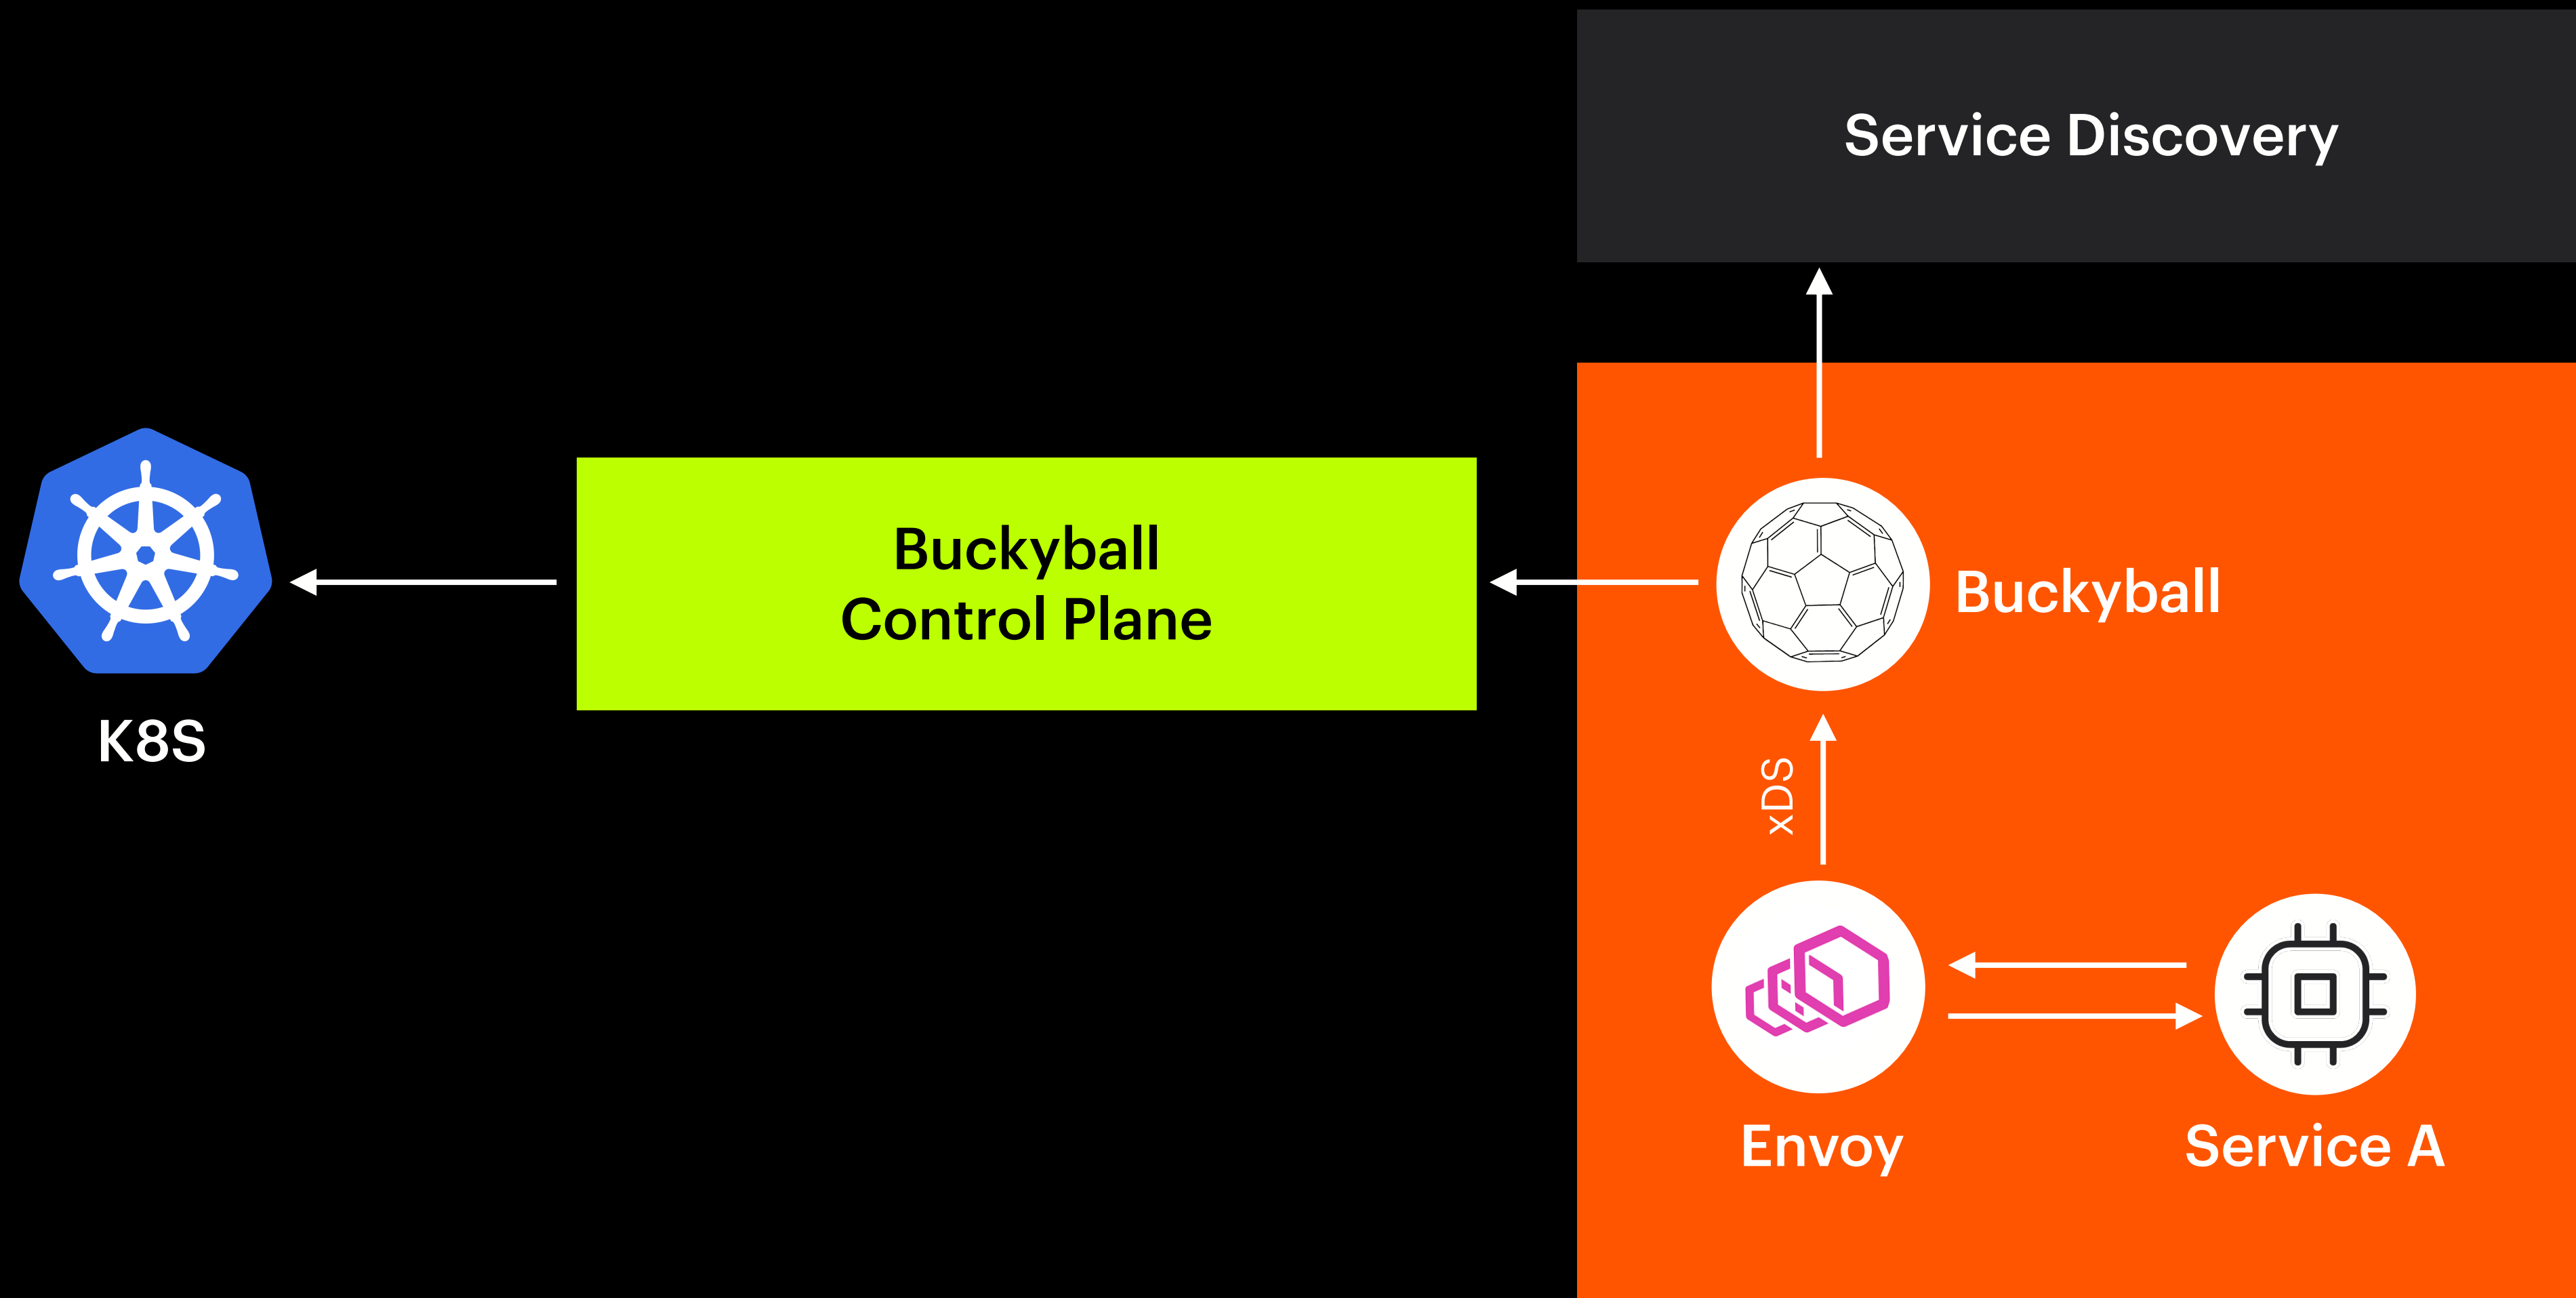 Service Discovery
Buckyball
Control Plane
Buckyball
K8S
xDS
Envoy
Service A